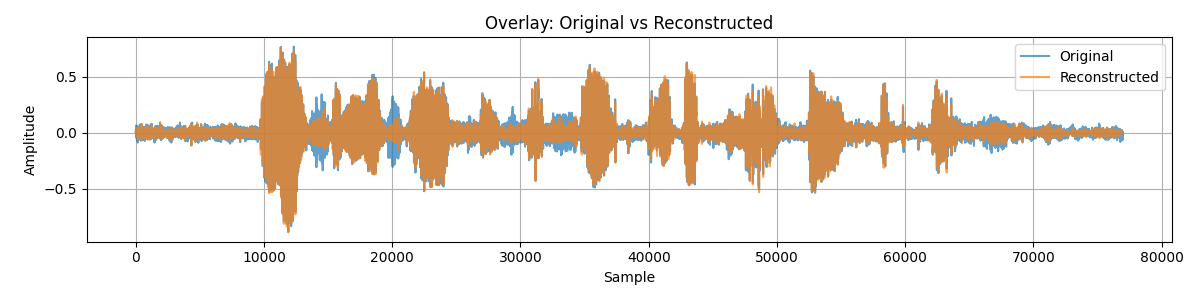 Overlay: Original vs Reconstructed
Original
Reconstructed
Amplitude
0.5
0.0
−0.5
0 10000 20000 30000 40000 50000 60000 70000 80000
Sample